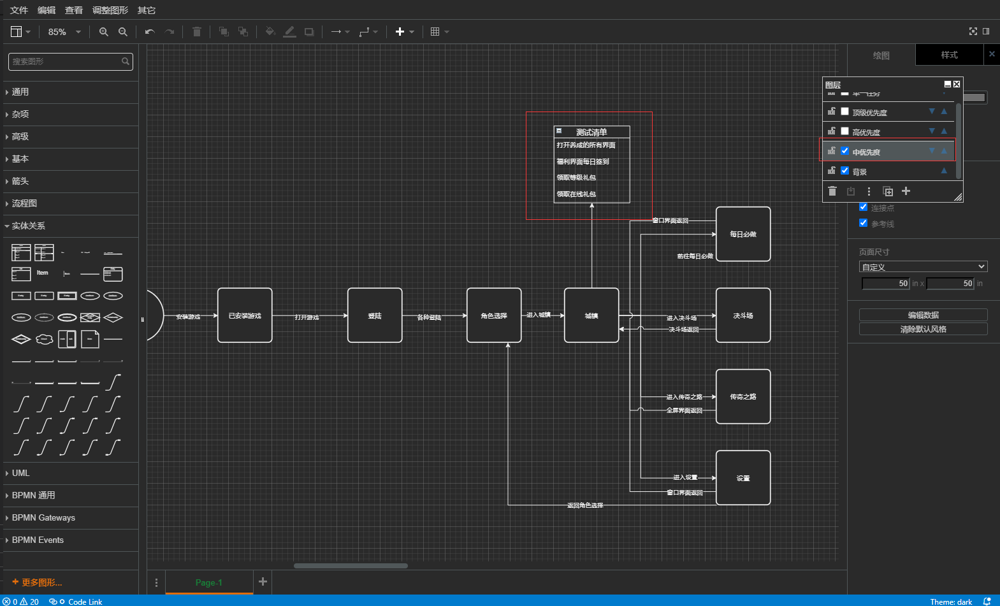 文件 编辑 查看 调整图形 其它
85%
搜索图形
通用
杂项
高级
基本
箭头
流程图
实体关系
Item
UML
BPMN 通用
BPMN Gateways
BPMN Events
+ 更多图形...
测试清单
打开养成的所有界面
福利界面每日签到
领取等级礼包
领取在线礼包
窗口界面返回
每日必做
前往每日必做
安装游戏
已安装游戏
打开游戏
登陆
各种登陆
角色选择
进入城镇
城镇
进入决斗场
决斗场
决斗场返回
进入传奇之路
传奇之路
全屏界面返回
进入设置
设置
窗口界面返回
返回角色选择
Page-1
绘图 样式
图层
单一任务
顶级优先度
高优先度
中优先度
背景
连接点
参考线
页面尺寸
自定义
50 in x 50 in
编辑数据
清除默认风格
0 20 Code Link
Theme: dark